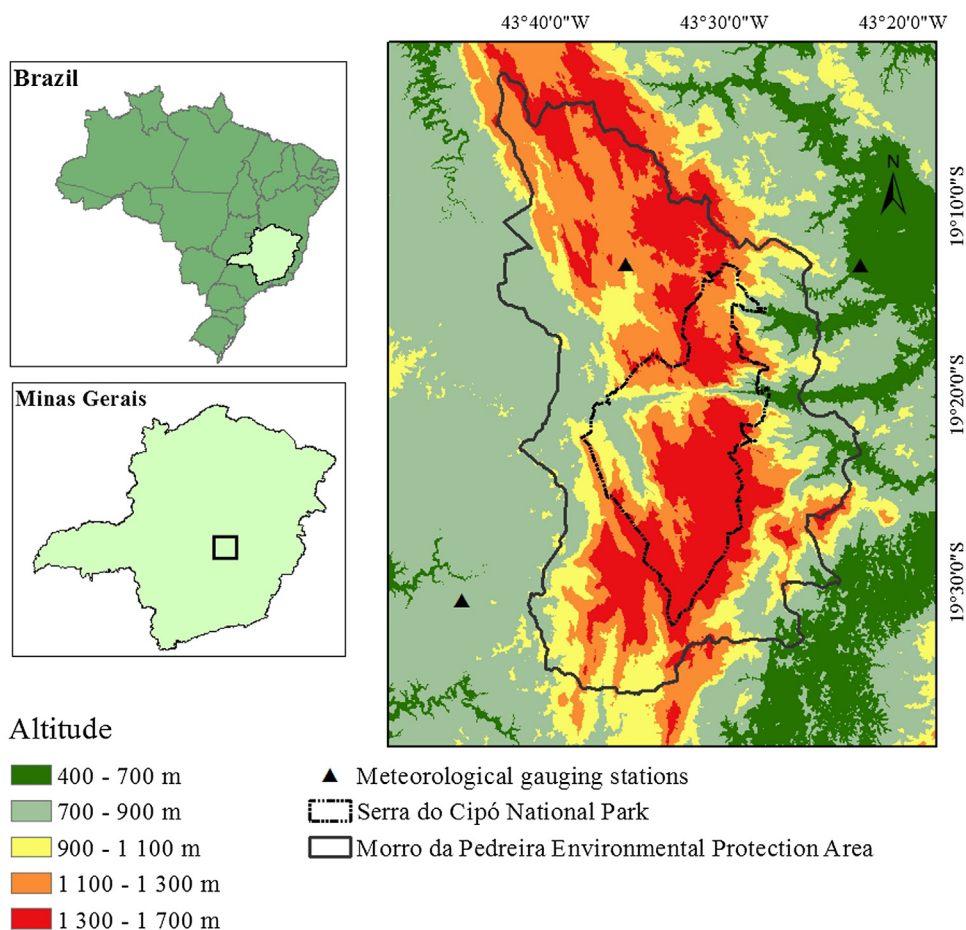 43°40'0"W
43°30'0"W
43°20'0"W
Brazil
N
19°10'0"S
Minas Gerais
19°20'0"S
19°30'0"S
Altitude
400 - 700 m
700 - 900 m
900 - 1 100 m
1 100 - 1 300 m
1 300 - 1 700 m
Meteorological gauging stations
Serra do Cipó National Park
Morro da Pedreira Environmental Protection Area